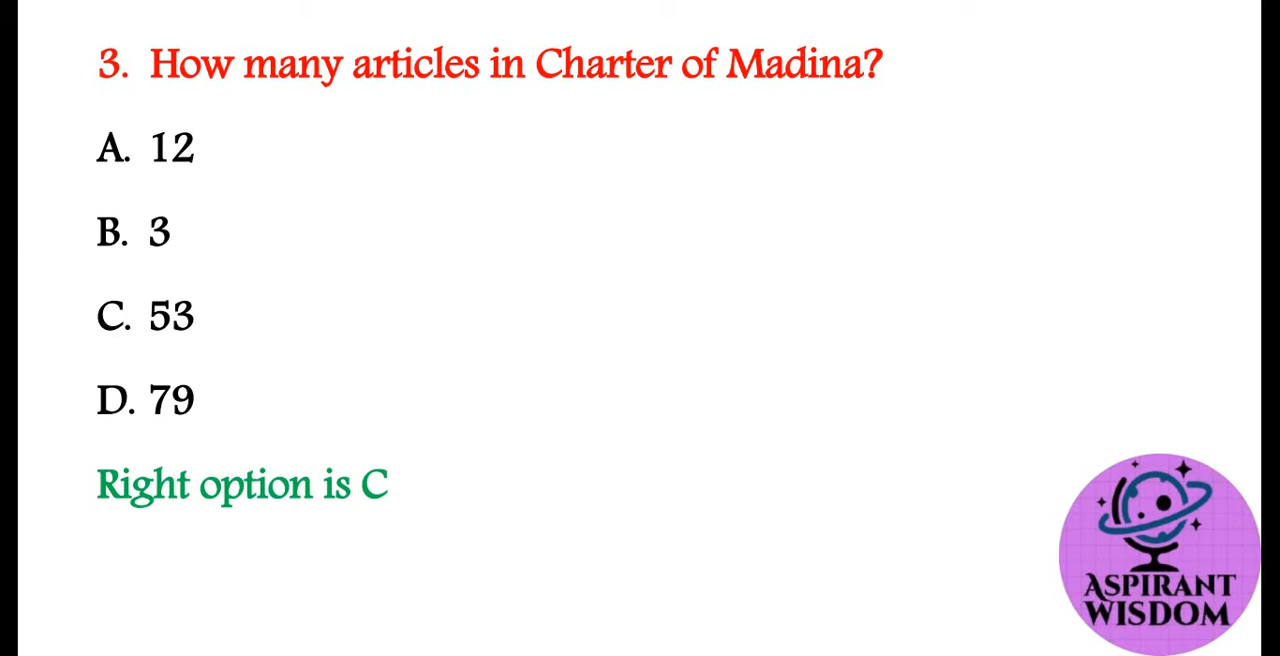 3. How many articles in Charter of Madina?
A. 12
B. 3
C. 53
D. 79
Right option is C
ASPIRANT
WISDOM